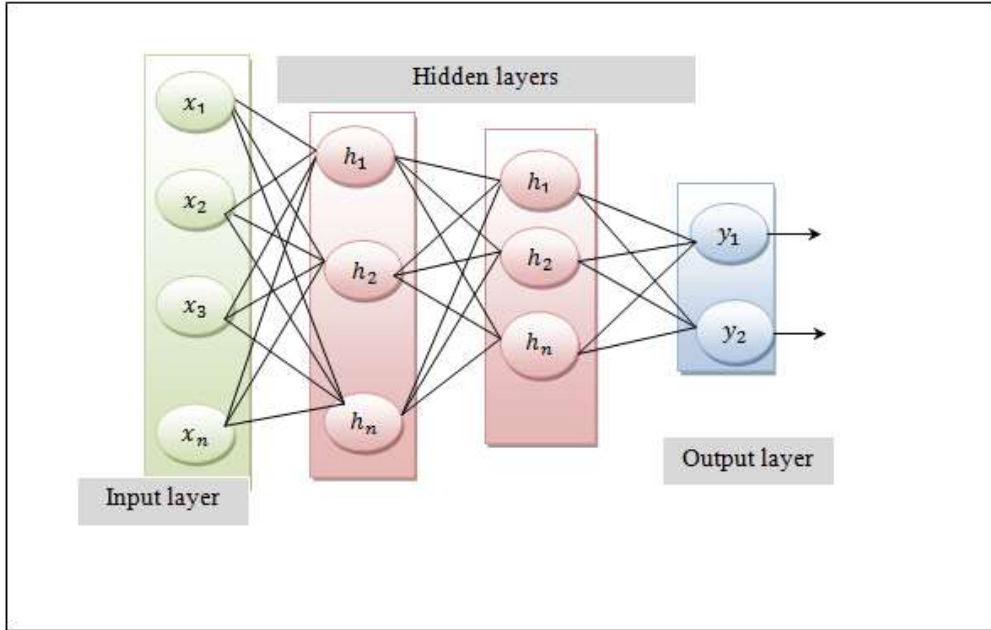 Hidden layers
x₁
x₂
x₃
xₙ
h₁
h₂
hₙ
h₁
h₂
hₙ
y₁
y₂
Input layer
Output layer